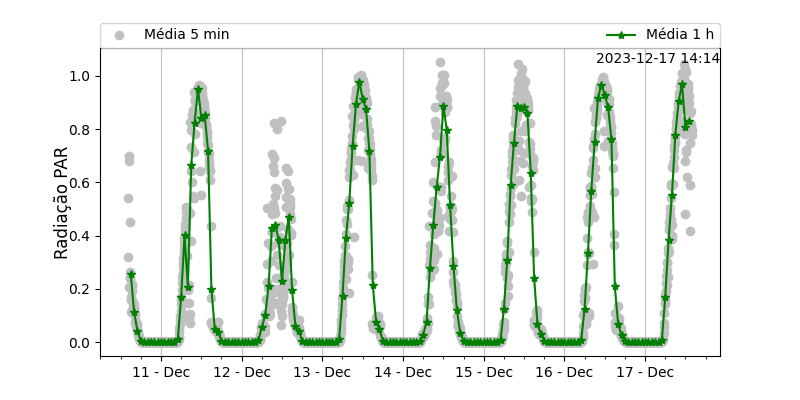 Média 5 min
Média 1 h
2023-12-17 14:14
Radiação PAR
1.0
0.8
0.6
0.4
0.2
0.0
11 - Dec
12 - Dec
13 - Dec
14 - Dec
15 - Dec
16 - Dec
17 - Dec